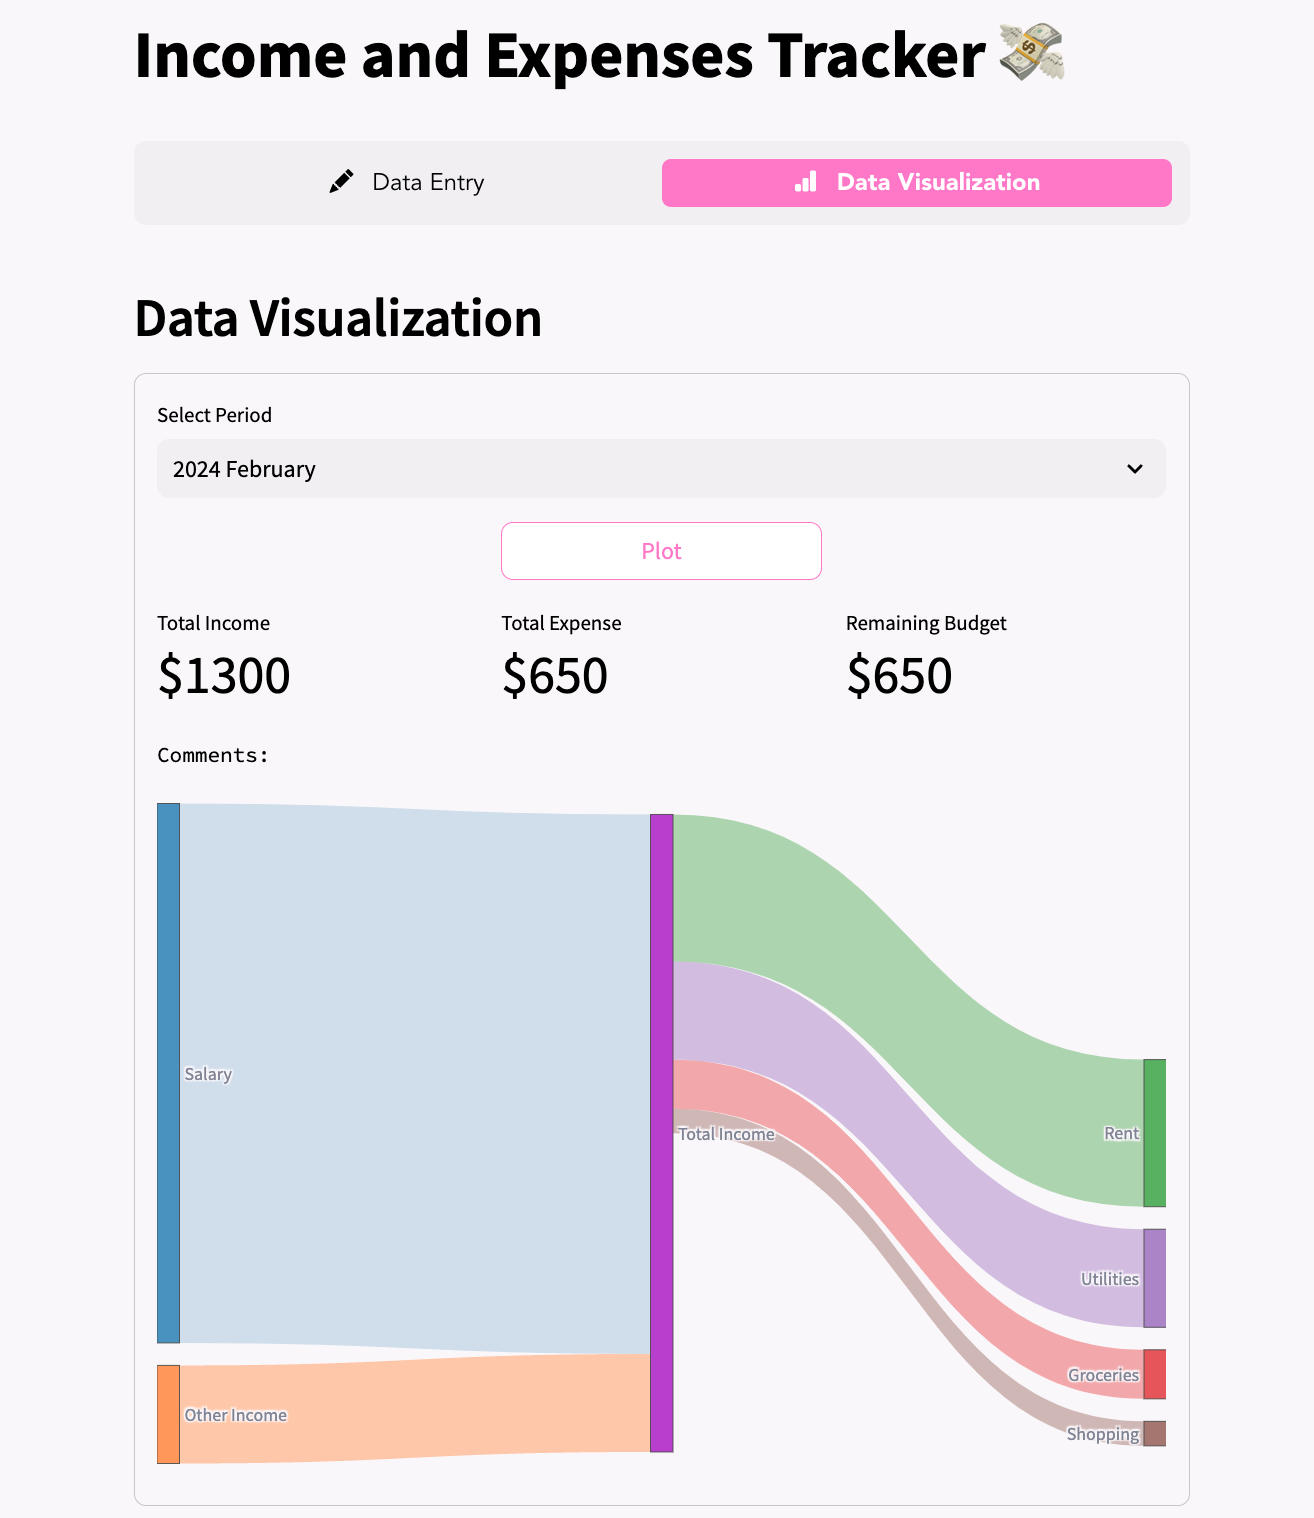 Income and Expenses Tracker 💸
Data Entry
Data Visualization
Data Visualization
Select Period
2024 February
Plot
Total Income
Total Expense
Remaining Budget
$1300
$650
$650
Comments:
Salary
Total Income
Rent
Utilities
Groceries
Other Income
Shopping